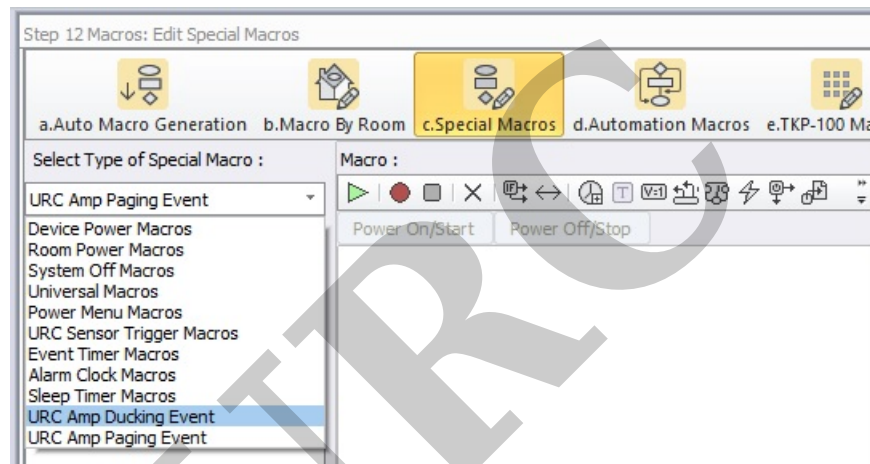 Step 12 Macros: Edit Special Macros
a.Auto Macro Generation b.Macro By Room c.Special Macros d.Automation Macros e.TKP-100 Ma
Select Type of Special Macro : Macro :
URC Amp Paging Event
IF T V=1
Device Power Macros Power On/Start Power Off/Stop
Room Power Macros
System Off Macros
Universal Macros
Power Menu Macros
URC Sensor Trigger Macros
Event Timer Macros
Alarm Clock Macros
Sleep Timer Macros
URC Amp Ducking Event
URC Amp Paging Event
URC